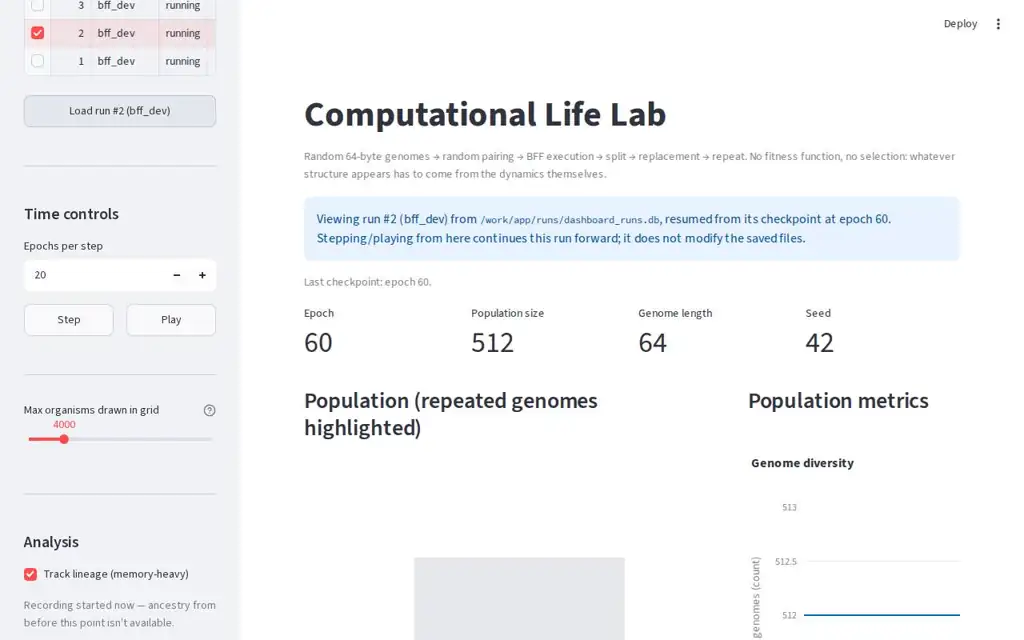 3 bff_dev running
2 bff_dev running
1 bff_dev running
Load run #2 (bff_dev)
Time controls
Epochs per step
20 − +
Step Play
Max organisms drawn in grid
4000
Analysis
Track lineage (memory-heavy)
Recording started now — ancestry from
before this point isn't available.
Deploy
Computational Life Lab
Random 64-byte genomes → random pairing → BFF execution → split → replacement → repeat. No fitness function, no selection: whatever
structure appears has to come from the dynamics themselves.
Viewing run #2 (bff_dev) from /work/app/runs/dashboard_runs.db, resumed from its checkpoint at epoch 60.
Stepping/playing from here continues this run forward; it does not modify the saved files.
Last checkpoint: epoch 60.
Epoch Population size Genome length Seed
60 512 64 42
Population (repeated genomes
highlighted)
Population metrics
Genome diversity
513
512.5
512
genomes (count)